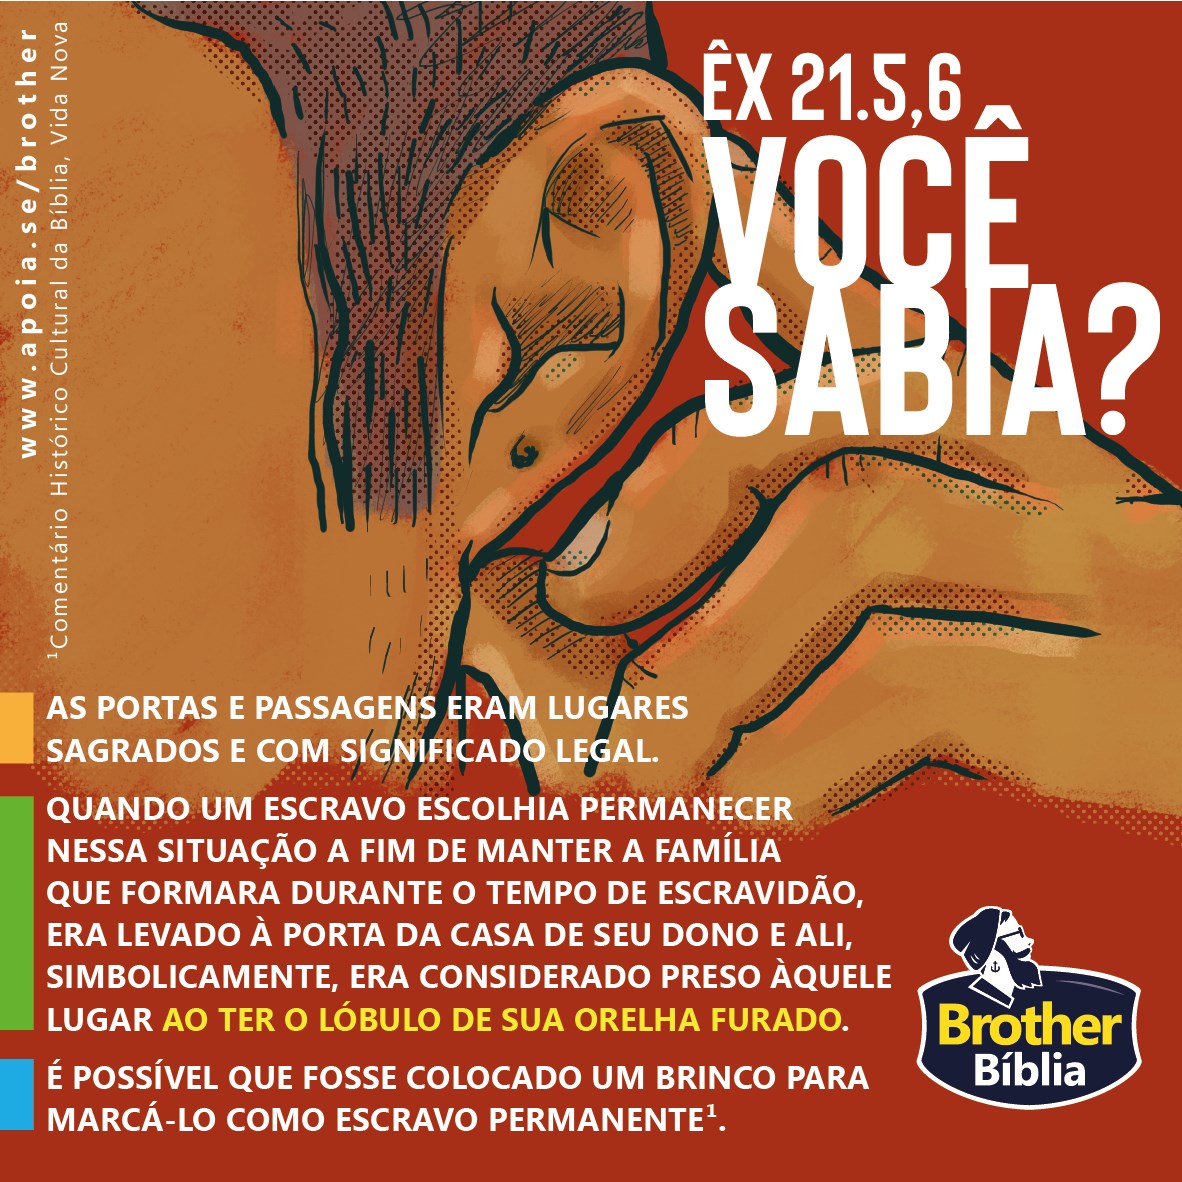 www.apoia.se/brother
¹Comentário Histórico Cultural da Bíblia, Vida Nova
ÊX 21.5,6
VOCÊ
SABIA?
AS PORTAS E PASSAGENS ERAM LUGARES
SAGRADOS E COM SIGNIFICADO LEGAL.
QUANDO UM ESCRAVO ESCOLHIA PERMANECER
NESSA SITUAÇÃO A FIM DE MANTER A FAMÍLIA
QUE FORMARA DURANTE O TEMPO DE ESCRAVIDÃO,
ERA LEVADO À PORTA DA CASA DE SEU DONO E ALI,
SIMBOLICAMENTE, ERA CONSIDERADO PRESO ÀQUELE
LUGAR AO TER O LÓBULO DE SUA ORELHA FURADO.
É POSSÍVEL QUE FOSSE COLOCADO UM BRINCO PARA
MARCÁ-LO COMO ESCRAVO PERMANENTE¹.
Brother
Bíblia